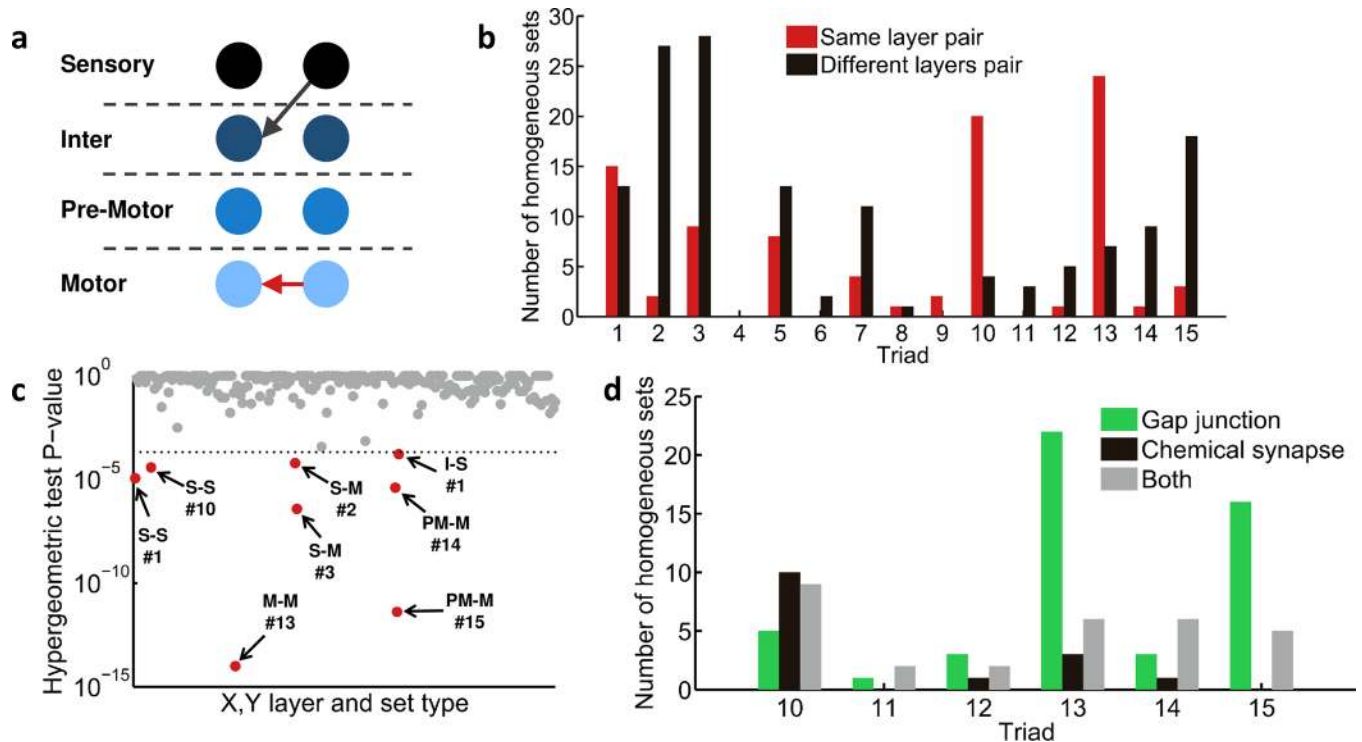 a
Sensory
Inter
Pre-Motor
Motor
b
Same layer pair
Different layers pair
Number of homogeneous sets
30
25
20
15
10
5
0
1 2 3 4 5 6 7 8 9 10 11 12 13 14 15
Triad
c
Hypergeometric test P-value
10^0
10^-5
10^-10
10^-15
S-S
#1
S-S
#10
M-M
#13
S-M
#2
S-M
#3
I-S
#1
PM-M
#14
PM-M
#15
X,Y layer and set type
d
Gap junction
Chemical synapse
Both
Number of homogeneous sets
25
20
15
10
5
0
10 11 12 13 14 15
Triad